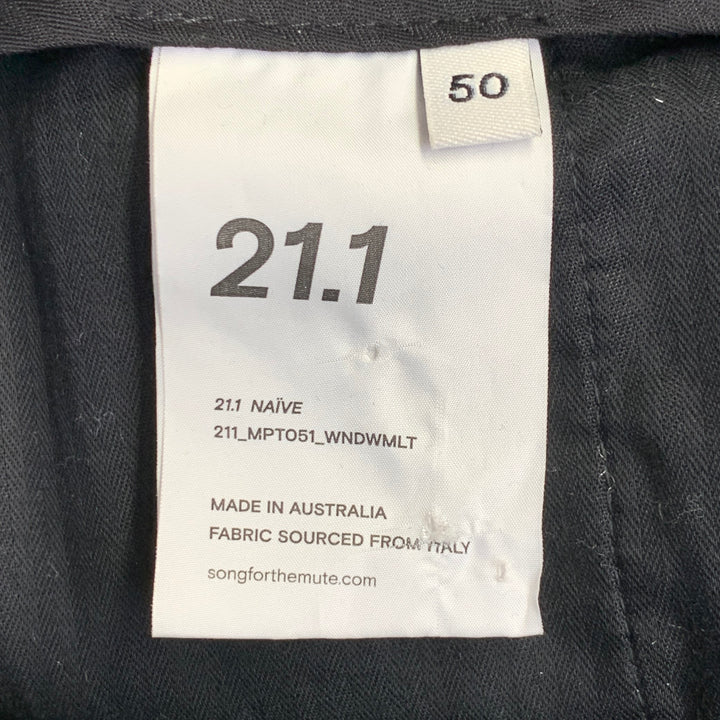 50
21.1
21.1 NAÏVE
211_MPT051_WNDWMLT
MADE IN AUSTRALIA
FABRIC SOURCED FROM ITALY
songforthemute.com